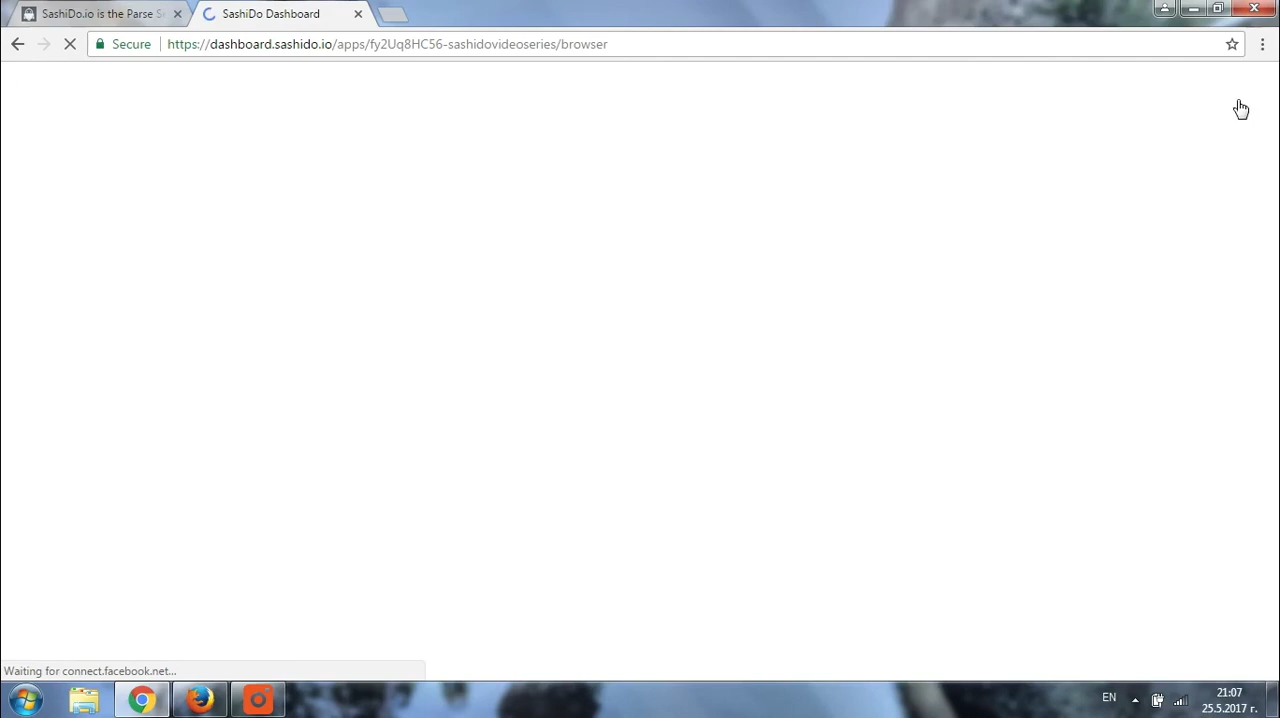 SashiDo.io is the Parse S
SashiDo Dashboard
Secure
https://dashboard.sashido.io/apps/fy2Uq8HC56-sashidovideoseries/browser
Waiting for connect.facebook.net...
EN
21:07
25.5.2017 г.